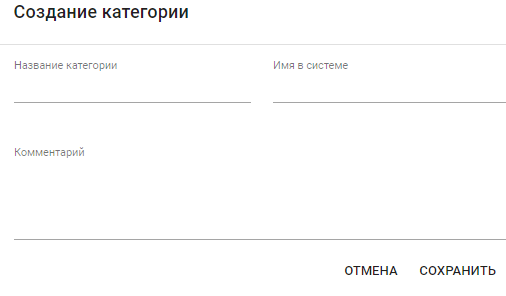 Создание категории
Название категории
Имя в системе
Комментарий
ОТМЕНА
СОХРАНИТЬ